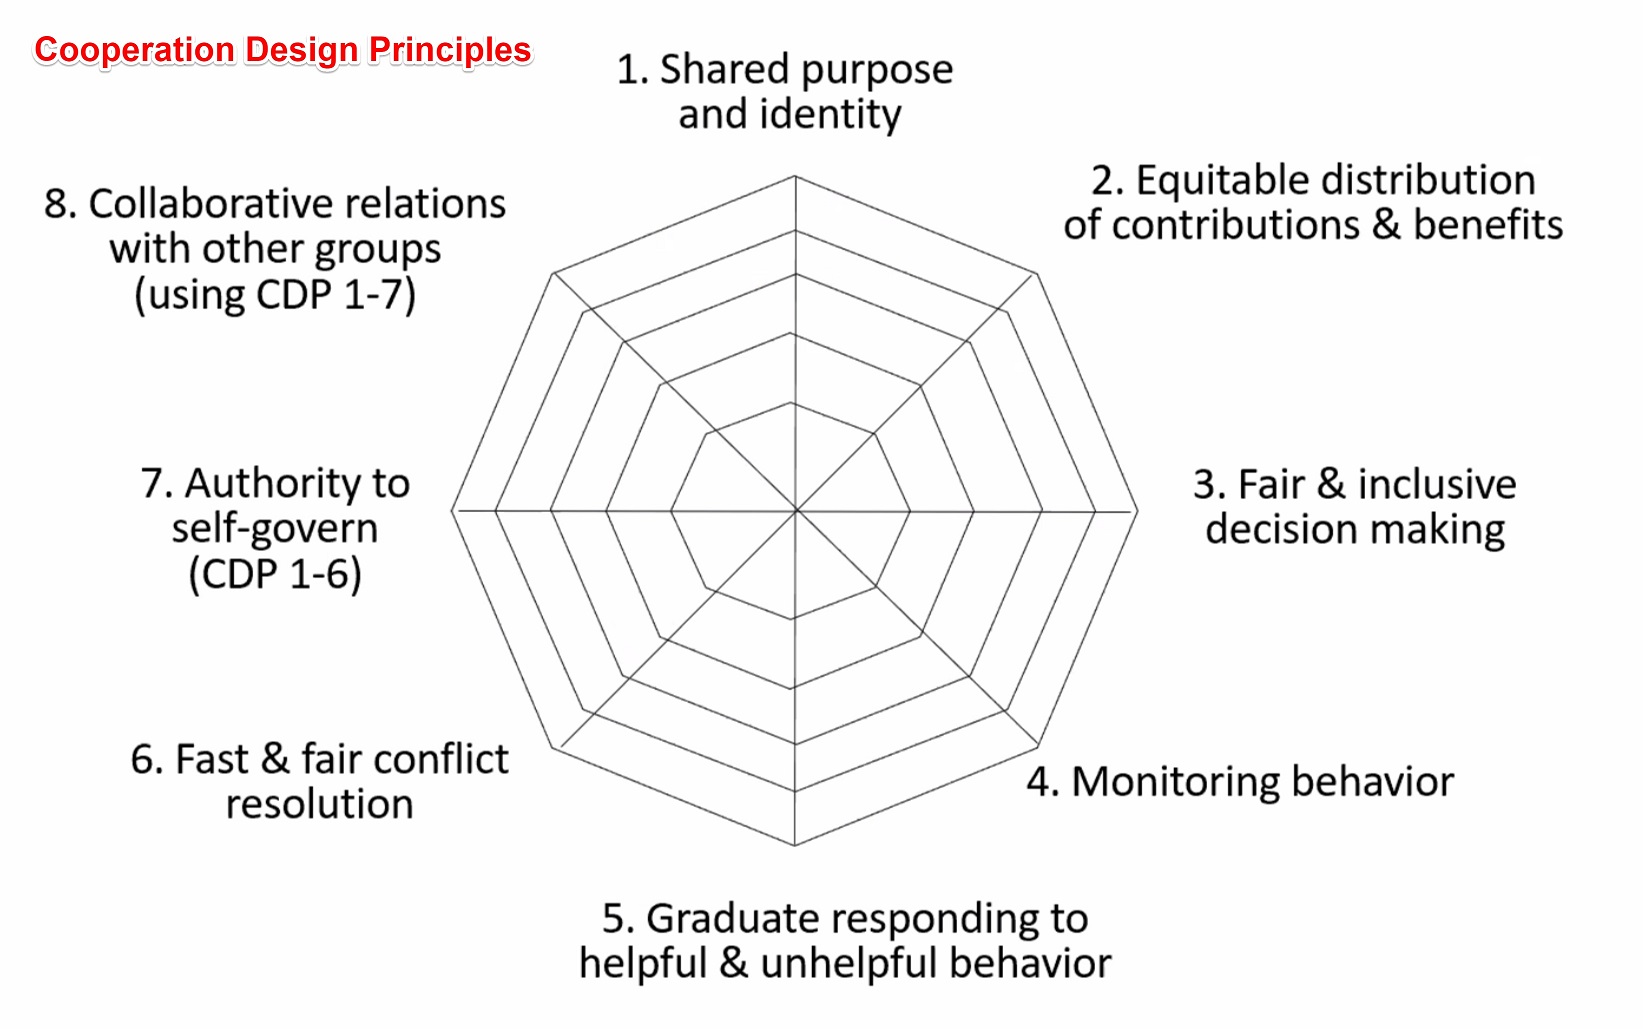 Cooperation Design Principles
1. Shared purpose
and identity
2. Equitable distribution
of contributions & benefits
3. Fair & inclusive
decision making
4. Monitoring behavior
5. Graduate responding to
helpful & unhelpful behavior
6. Fast & fair conflict
resolution
7. Authority to
self-govern
(CDP 1-6)
8. Collaborative relations
with other groups
(using CDP 1-7)